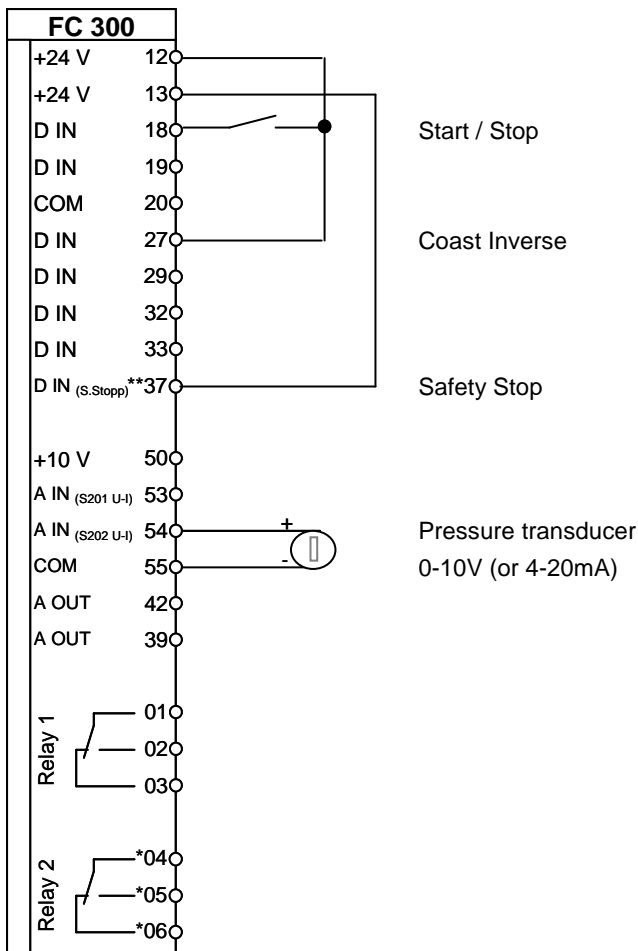 FC 300
+24 V 12
+24 V 13
D IN 18 Start / Stop
D IN 19
COM 20
D IN 27 Coast Inverse
D IN 29
D IN 32
D IN 33
D IN (S.Stopp)**37 Safety Stop
+10 V 50
A IN (S201 U-I) 53
A IN (S202 U-I) 54 + Pressure transducer
COM 55 - 0-10V (or 4-20mA)
A OUT 42
A OUT 39
Relay 1
01
02
03
Relay 2
*04
*05
*06